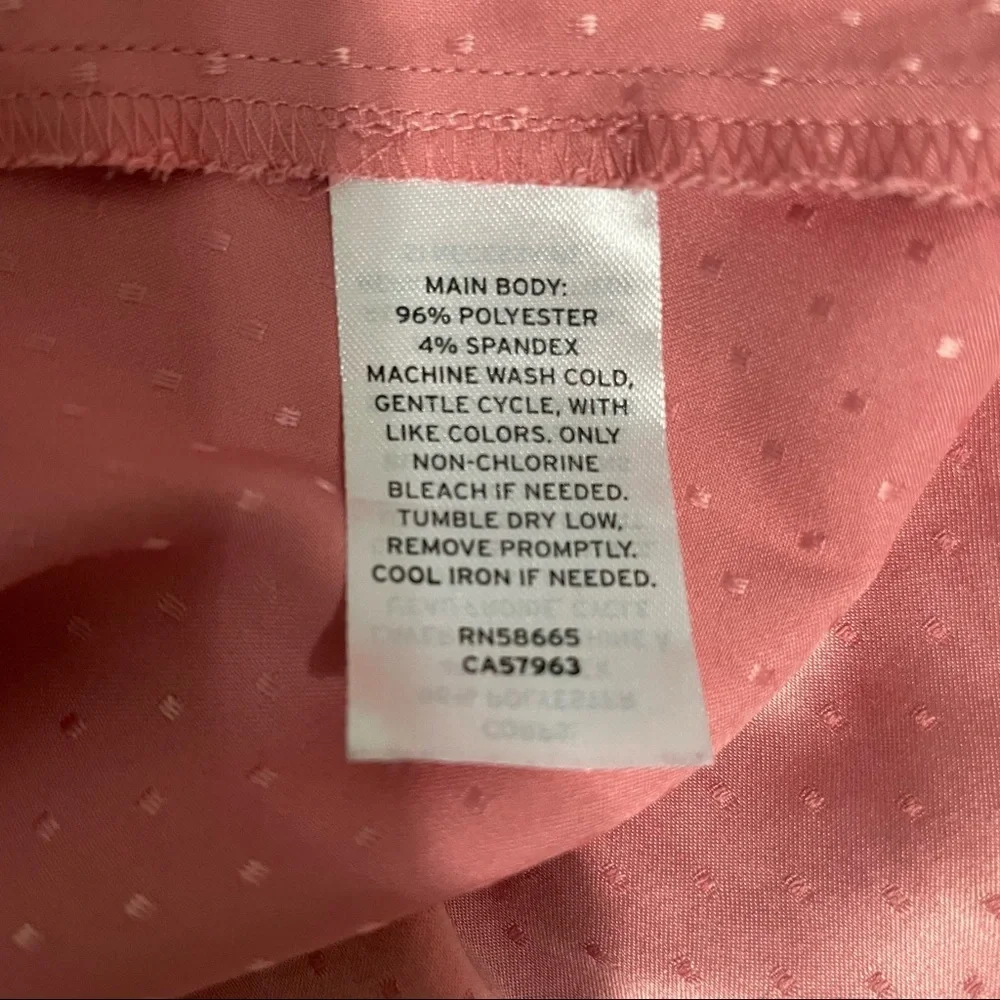 MAIN BODY:
96% POLYESTER
4% SPANDEX
MACHINE WASH COLD,
GENTLE CYCLE, WITH
LIKE COLORS. ONLY
NON-CHLORINE
BLEACH IF NEEDED.
TUMBLE DRY LOW,
REMOVE PROMPTLY.
COOL IRON IF NEEDED.
RN58665
CA57963